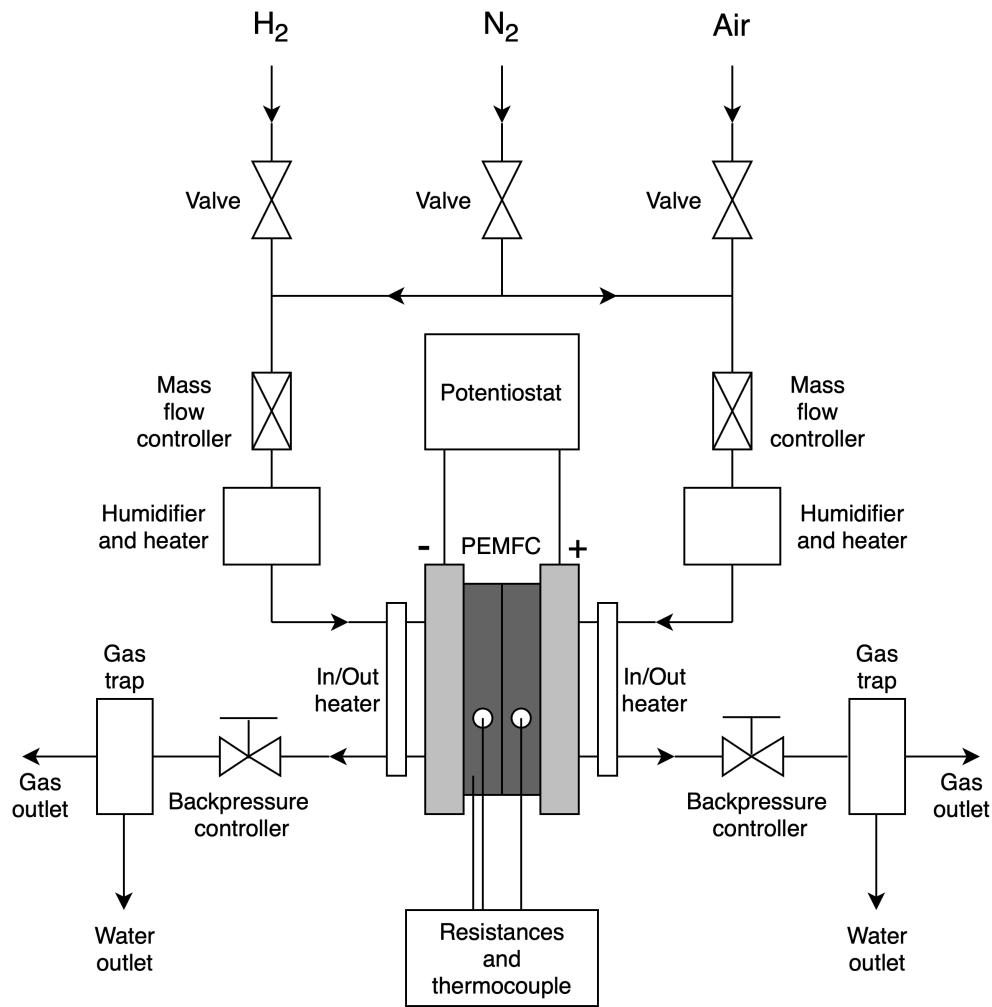 H₂
N₂
Air
Valve
Valve
Valve
Mass
flow
controller
Potentiostat
Mass
flow
controller
Humidifier
and heater
- PEMFC +
Humidifier
and heater
Gas
trap
In/Out
heater
In/Out
heater
Gas
trap
Gas
outlet
Backpressure
controller
Backpressure
controller
Gas
outlet
Water
outlet
Resistances
and
thermocouple
Water
outlet